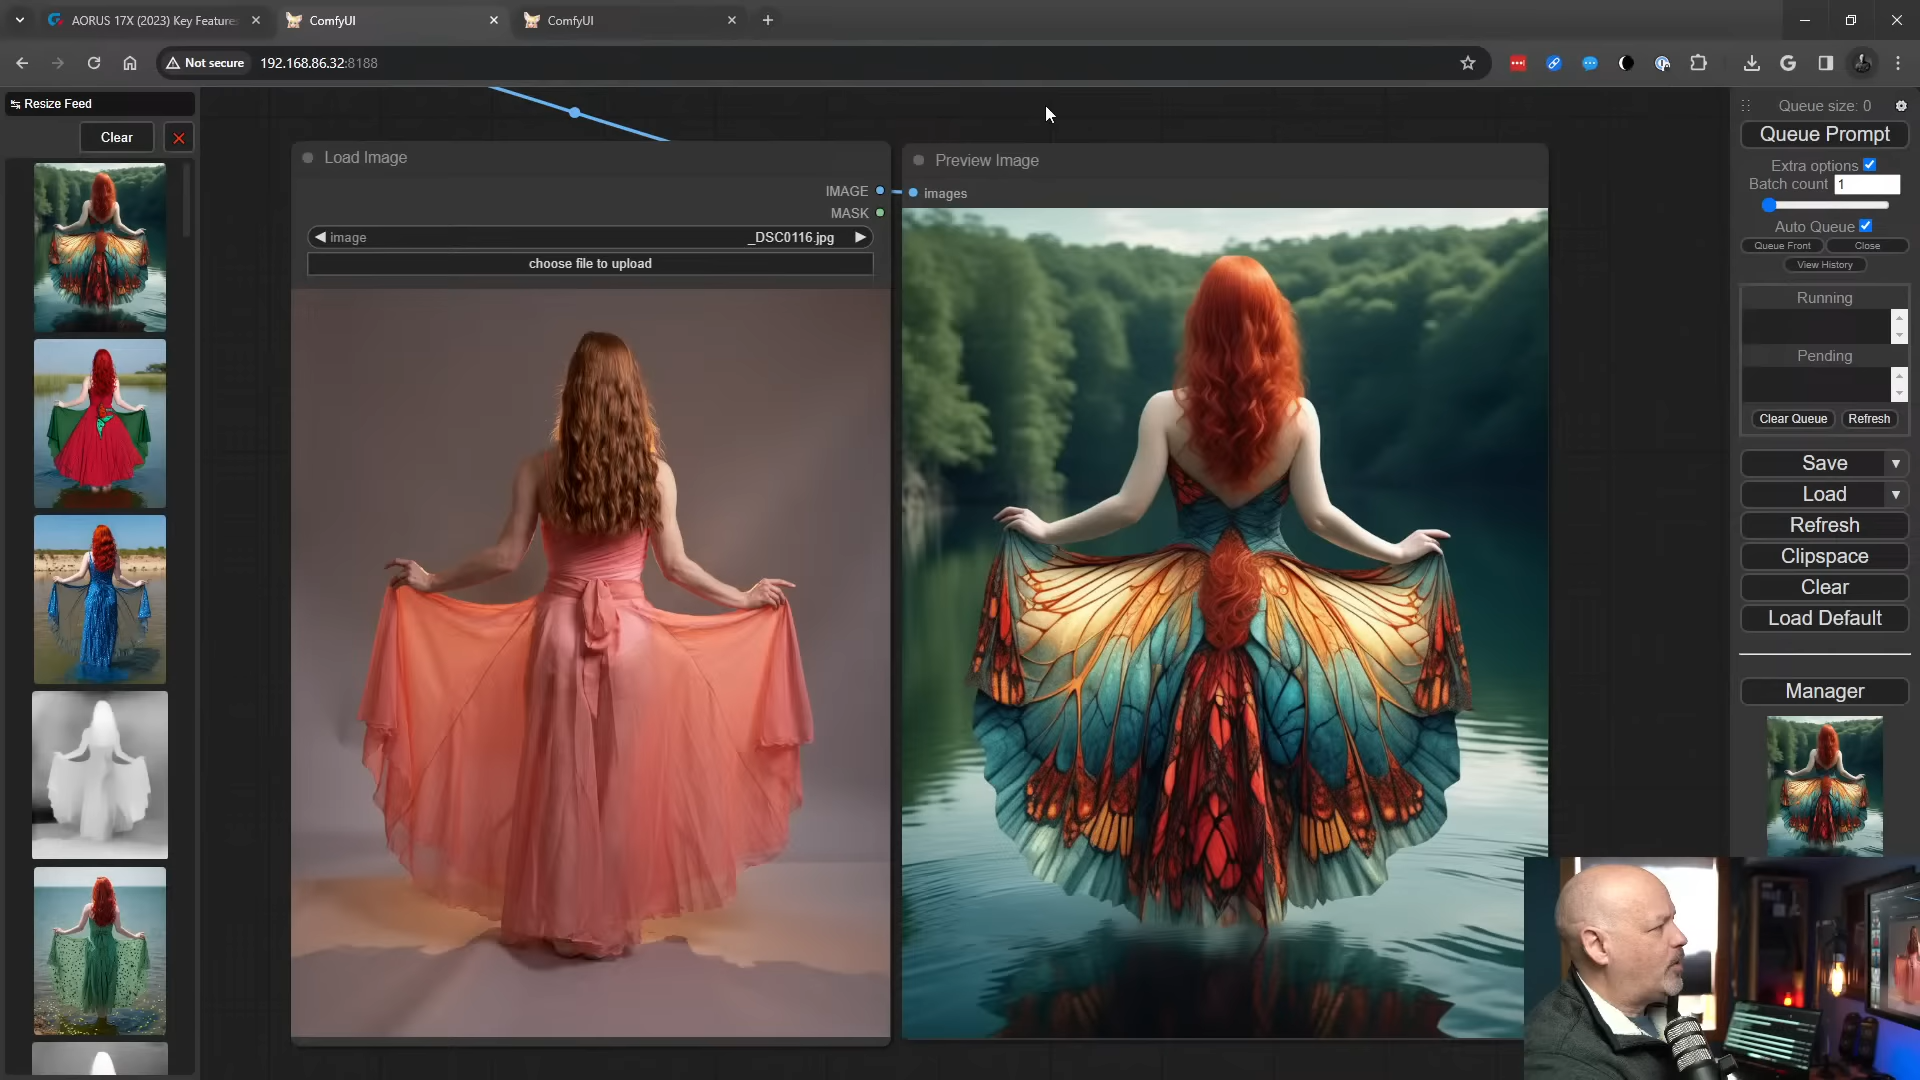 AORUS 17X (2023) Key Feature
ComfyUI
ComfyUI
Not secure
192.168.86.32:8188
Resize Feed
Clear
Load Image
IMAGE
MASK
image
_DSC0116.jpg
choose file to upload
Preview Image
images
Queue size: 0
Queue Prompt
Extra options
Batch count 1
Auto Queue
Queue Front
Close
View History
Running
Pending
Clear Queue
Refresh
Save
Load
Refresh
Clipspace
Clear
Load Default
Manager